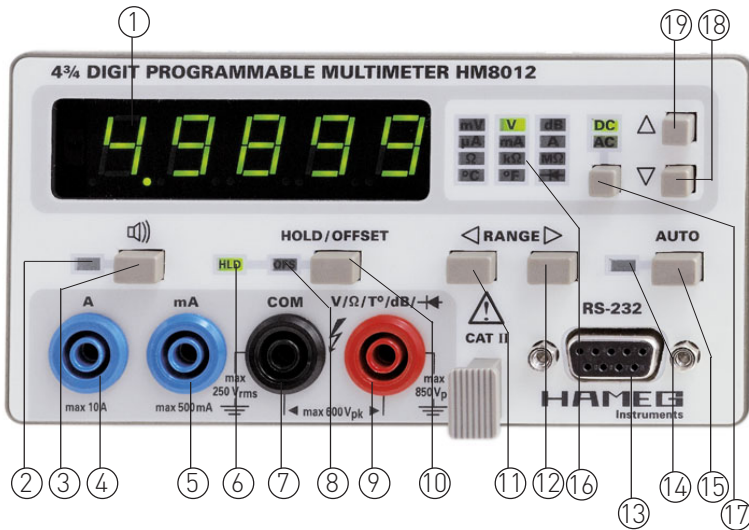 19 18
1
4¾ DIGIT PROGRAMMABLE MULTIMETER HM8012
4.9899
mV V dB DC △
µA mA A AC
Ω kΩ MΩ ▽
°C °F
HOLD/OFFSET ◁ RANGE ▷ AUTO
HLD OFS
A mA COM V/Ω/T°/dB/ RS-232
CAT II
max 250 Vrms
max 850 Vp
max 10A max 500mA max 600 Vpk
HAMEG
Instruments
2 3 4 5 6 7 8 9 10 11 12 16 13 14 15 17